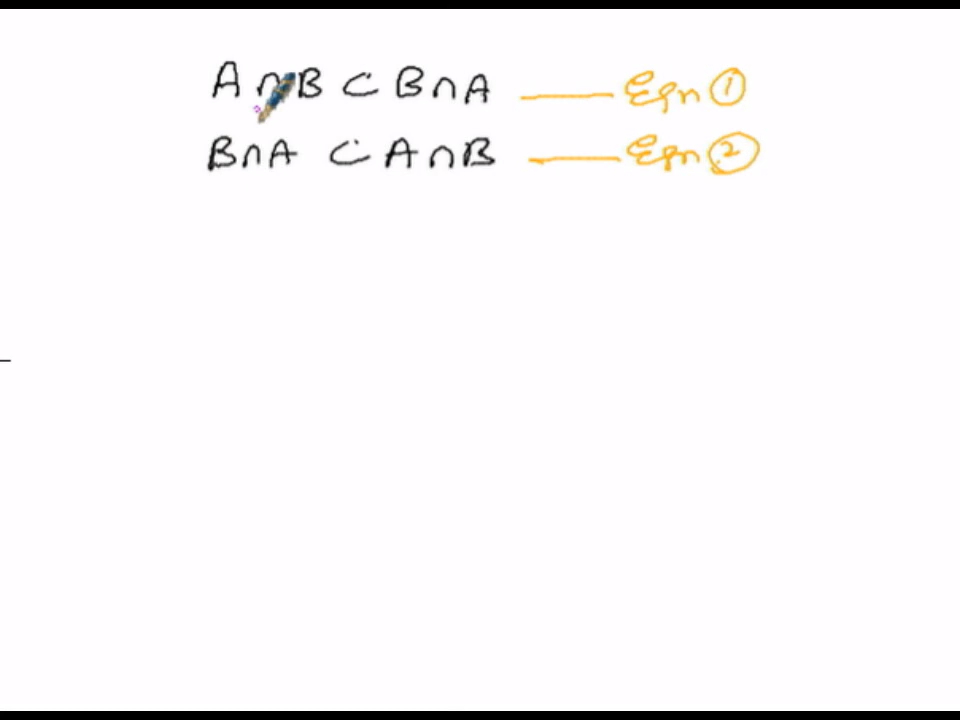 A ∩ B ⊂ B ∩ A —— Eqn ①
B ∩ A ⊂ A ∩ B —— Eqn ②